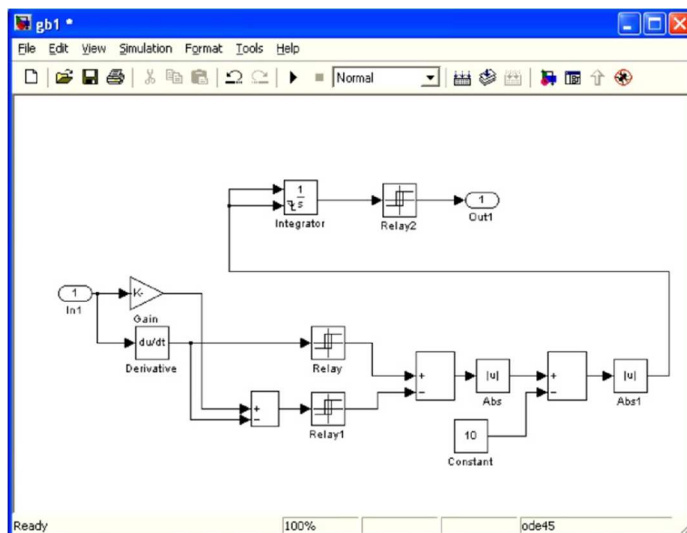 gb1 *
File Edit View Simulation Format Tools Help
Normal
1
s
Integrator
Relay2
1
Out1
1
In1
K-
Gain
du/dt
Derivative
Relay
+
−
Relay1
+
−
|u|
Abs
+
−
|u|
Abs1
10
Constant
Ready 100% ode45